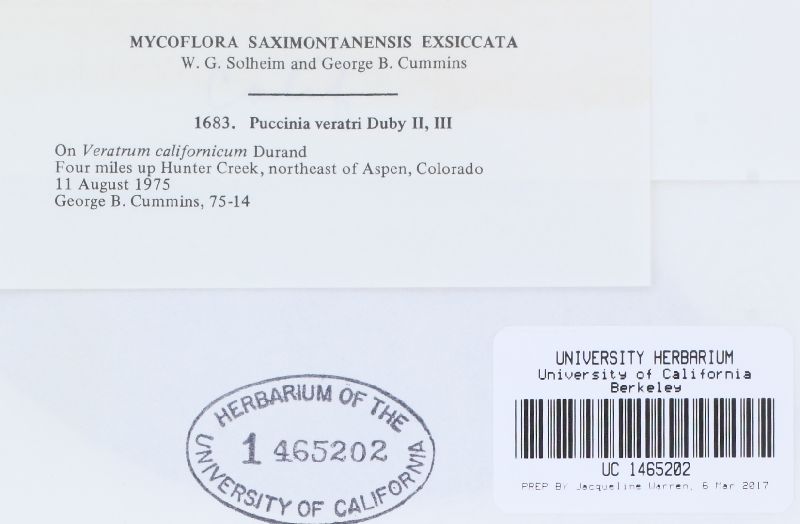 MYCOFLORA SAXIMONTANENSIS EXSICCATA
W. G. Solheim and George B. Cummins
1683. Puccinia veratri Duby II, III
On Veratrum californicum Durand
Four miles up Hunter Creek, northeast of Aspen, Colorado
11 August 1975
George B. Cummins, 75-14
HERBARIUM OF THE
1 465202
UNIVERSITY OF CALIFORNIA
UNIVERSITY HERBARIUM
University of California
Berkeley
UC 1465202
PREP BY Jacqueline Warren, 6 Mar 2017